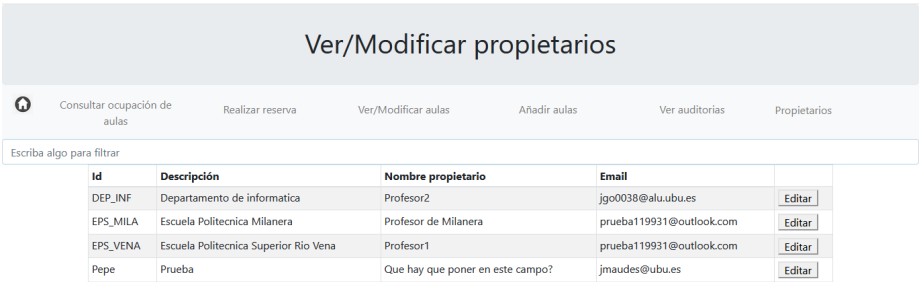 Ver/Modificar propietarios
Consultar ocupación de
aulas
Realizar reserva
Ver/Modificar aulas
Añadir aulas
Ver auditorias
Propietarios
Escriba algo para filtrar
Id Descripción Nombre propietario Email
DEP_INF Departamento de informatica Profesor2 jgo0038@alu.ubu.es Editar
EPS_MILA Escuela Politecnica Milanera Profesor de Milanera prueba119931@outlook.com Editar
EPS_VENA Escuela Politecnica Superior Rio Vena Profesor1 prueba119931@outlook.com Editar
Pepe Prueba Que hay que poner en este campo? jmaudes@ubu.es Editar